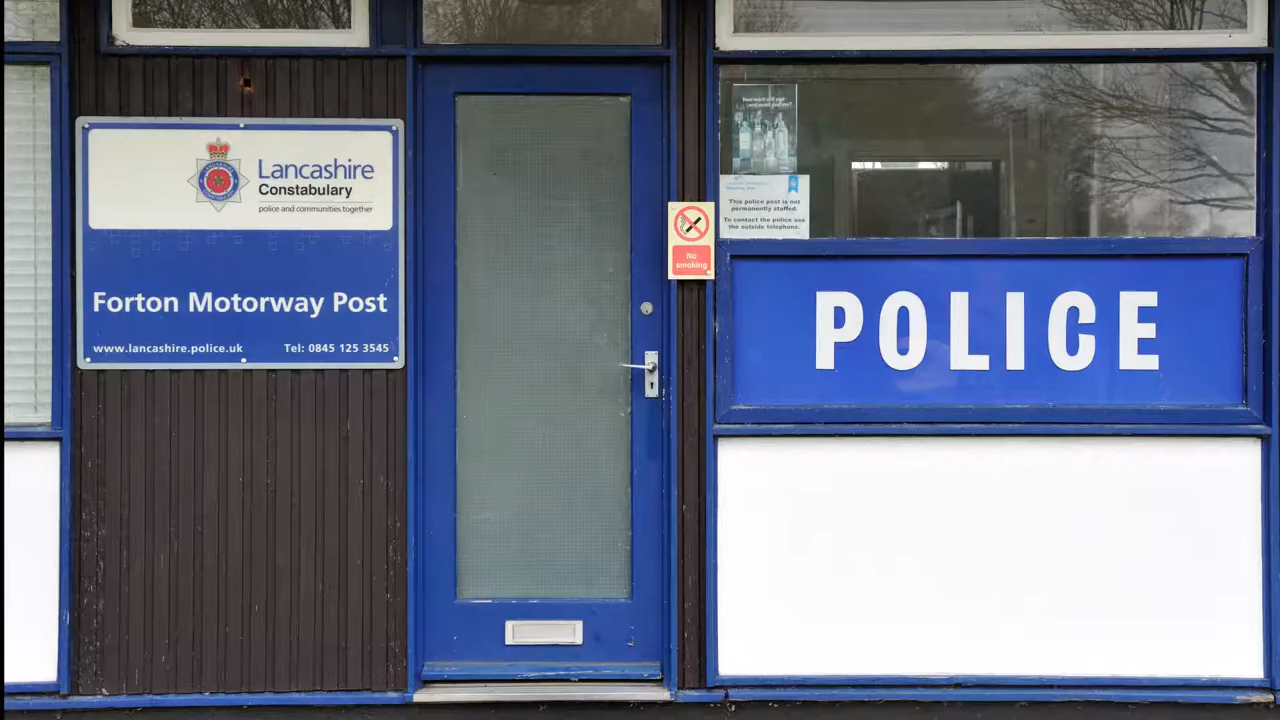 Lancashire
Constabulary
police and communities together
Forton Motorway Post
www.lancashire.police.uk
Tel: 0845 125 3545
This police post is not
permanently staffed.
To contact the police use
the outside telephone.
No
smoking
POLICE